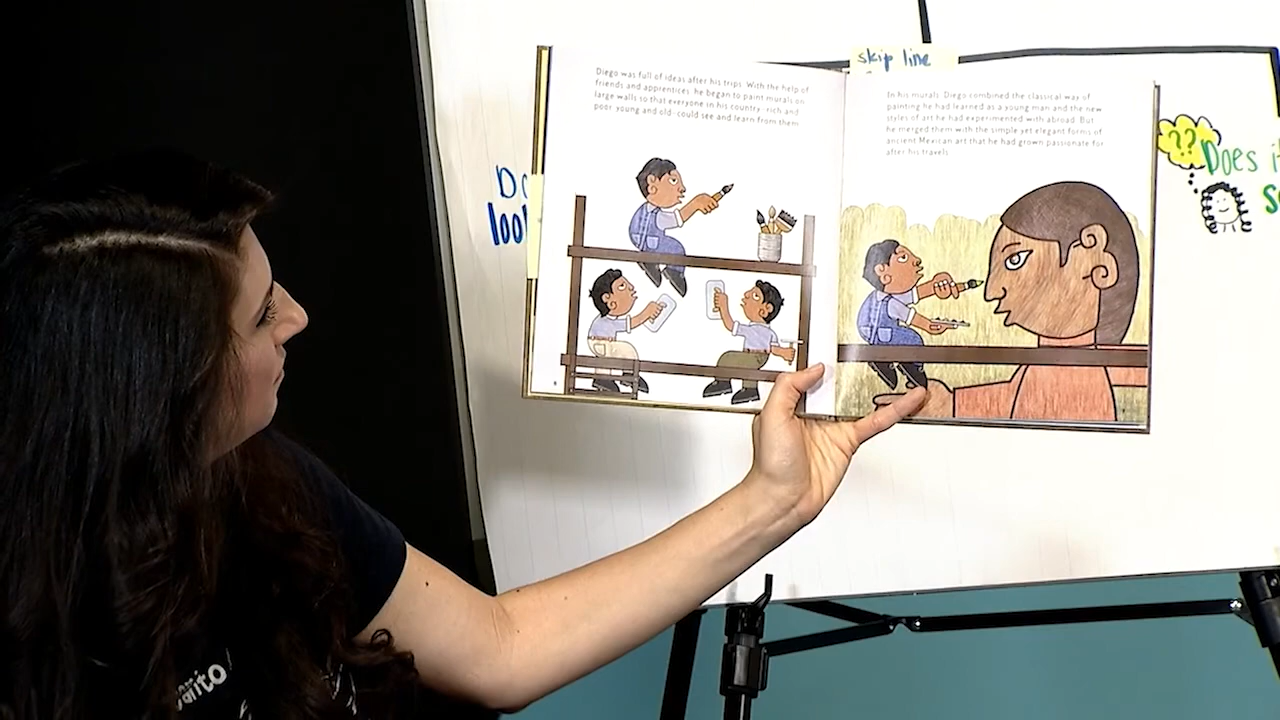 skip line
Diego was full of ideas after his trips. With the help of
friends and apprentices, he began to paint murals on
large walls so that everyone in his country--rich and
poor, young and old--could see and learn from them.
In his murals, Diego combined the classical way of
painting he had learned as a young man and the new
styles of art he had experimented with abroad. But
he merged them with the simple yet elegant forms of
ancient Mexican art that he had grown passionate for
after his travels.
??
Does i
look